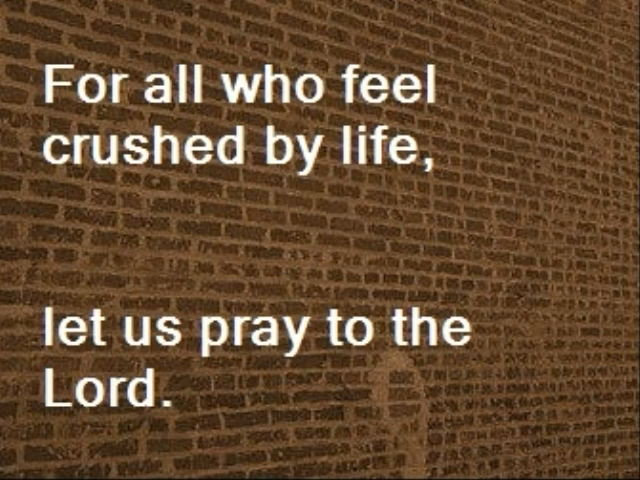 For all who feel
crushed by life,
let us pray to the
Lord.